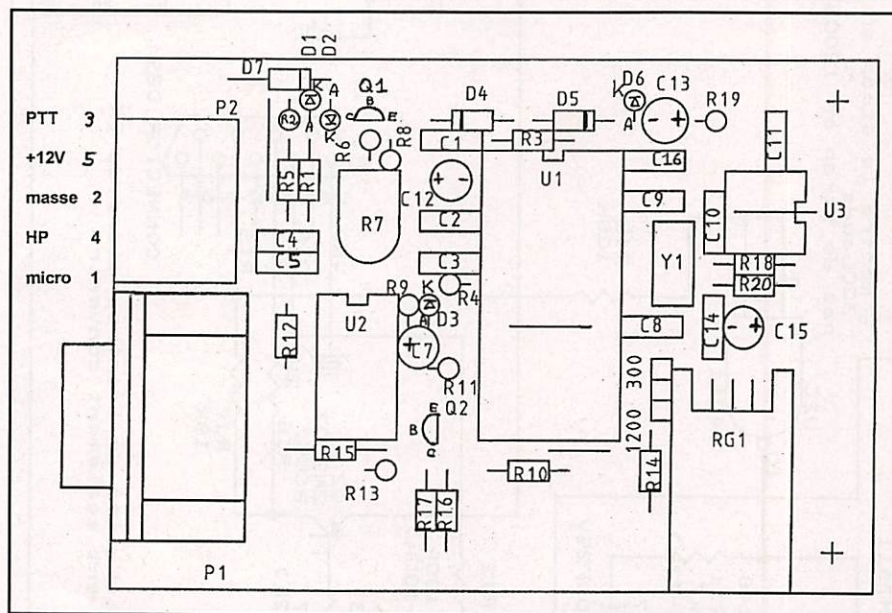 D1 D2
D7 K A Q1 B C E
D6 K C13
PTT 3 P2 R2 A K R6 R8 D4 D5 A R19
C1 R3 C11
+12V 5 R5 R1 C16
masse 2 C12 U1 C9 C10 U3
R7 C2
HP 4 C4 Y1
C5 C3 R18
micro 1 R9 K R4 R20
U2 A D3
R12 C7 C8 C14 C15
R11 300
Q2 E B C 1200 RG1
R15 R14
R13 R10
R17 R16
P1